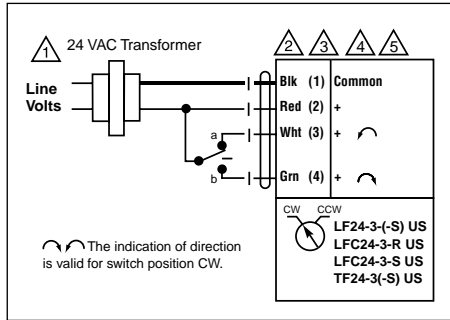 1 24 VAC Transformer 2 3 4 5
Line
Volts
Blk (1) Common
Red (2) +
a Wht (3) +
b Grn (4) +
CW CCW
LF24-3-(-S) US
LFC24-3-R US
LFC24-3-S US
TF24-3(-S) US
The indication of direction
is valid for switch position CW.